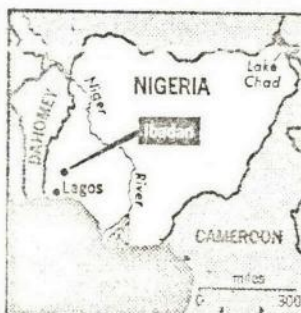 NIGERIA
Lake
Chad
Niger
DAHOMEY
Ibadan
Lagos
River
CAMEROON
miles
0 300